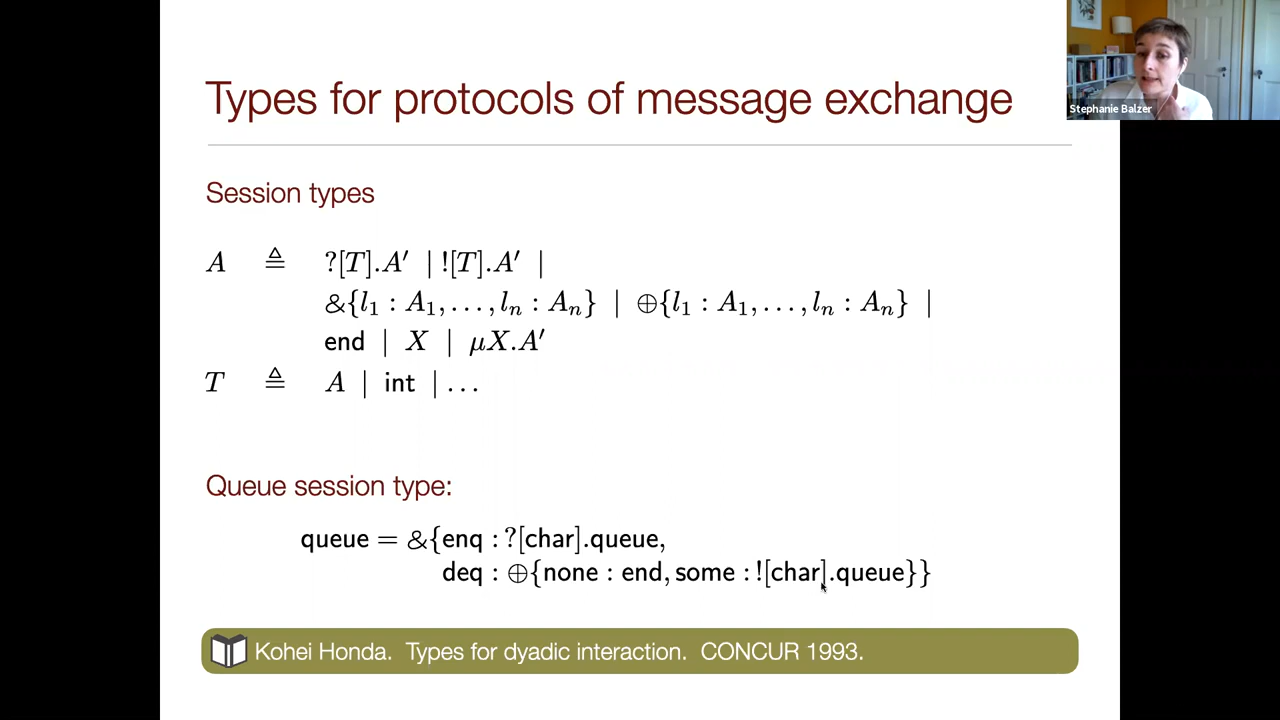 Types for protocols of message exchange
Stephanie Balzer
Session types
A ≜ ?[T].A′ | ![T].A′ |
&{l₁ : A₁, . . . , lₙ : Aₙ} | ⊕{l₁ : A₁, . . . , lₙ : Aₙ} |
end | X | μX.A′
T ≜ A | int | . . .
Queue session type:
queue = &{enq : ?[char].queue,
deq : ⊕{none : end, some : ![char].queue}}
Kohei Honda. Types for dyadic interaction. CONCUR 1993.